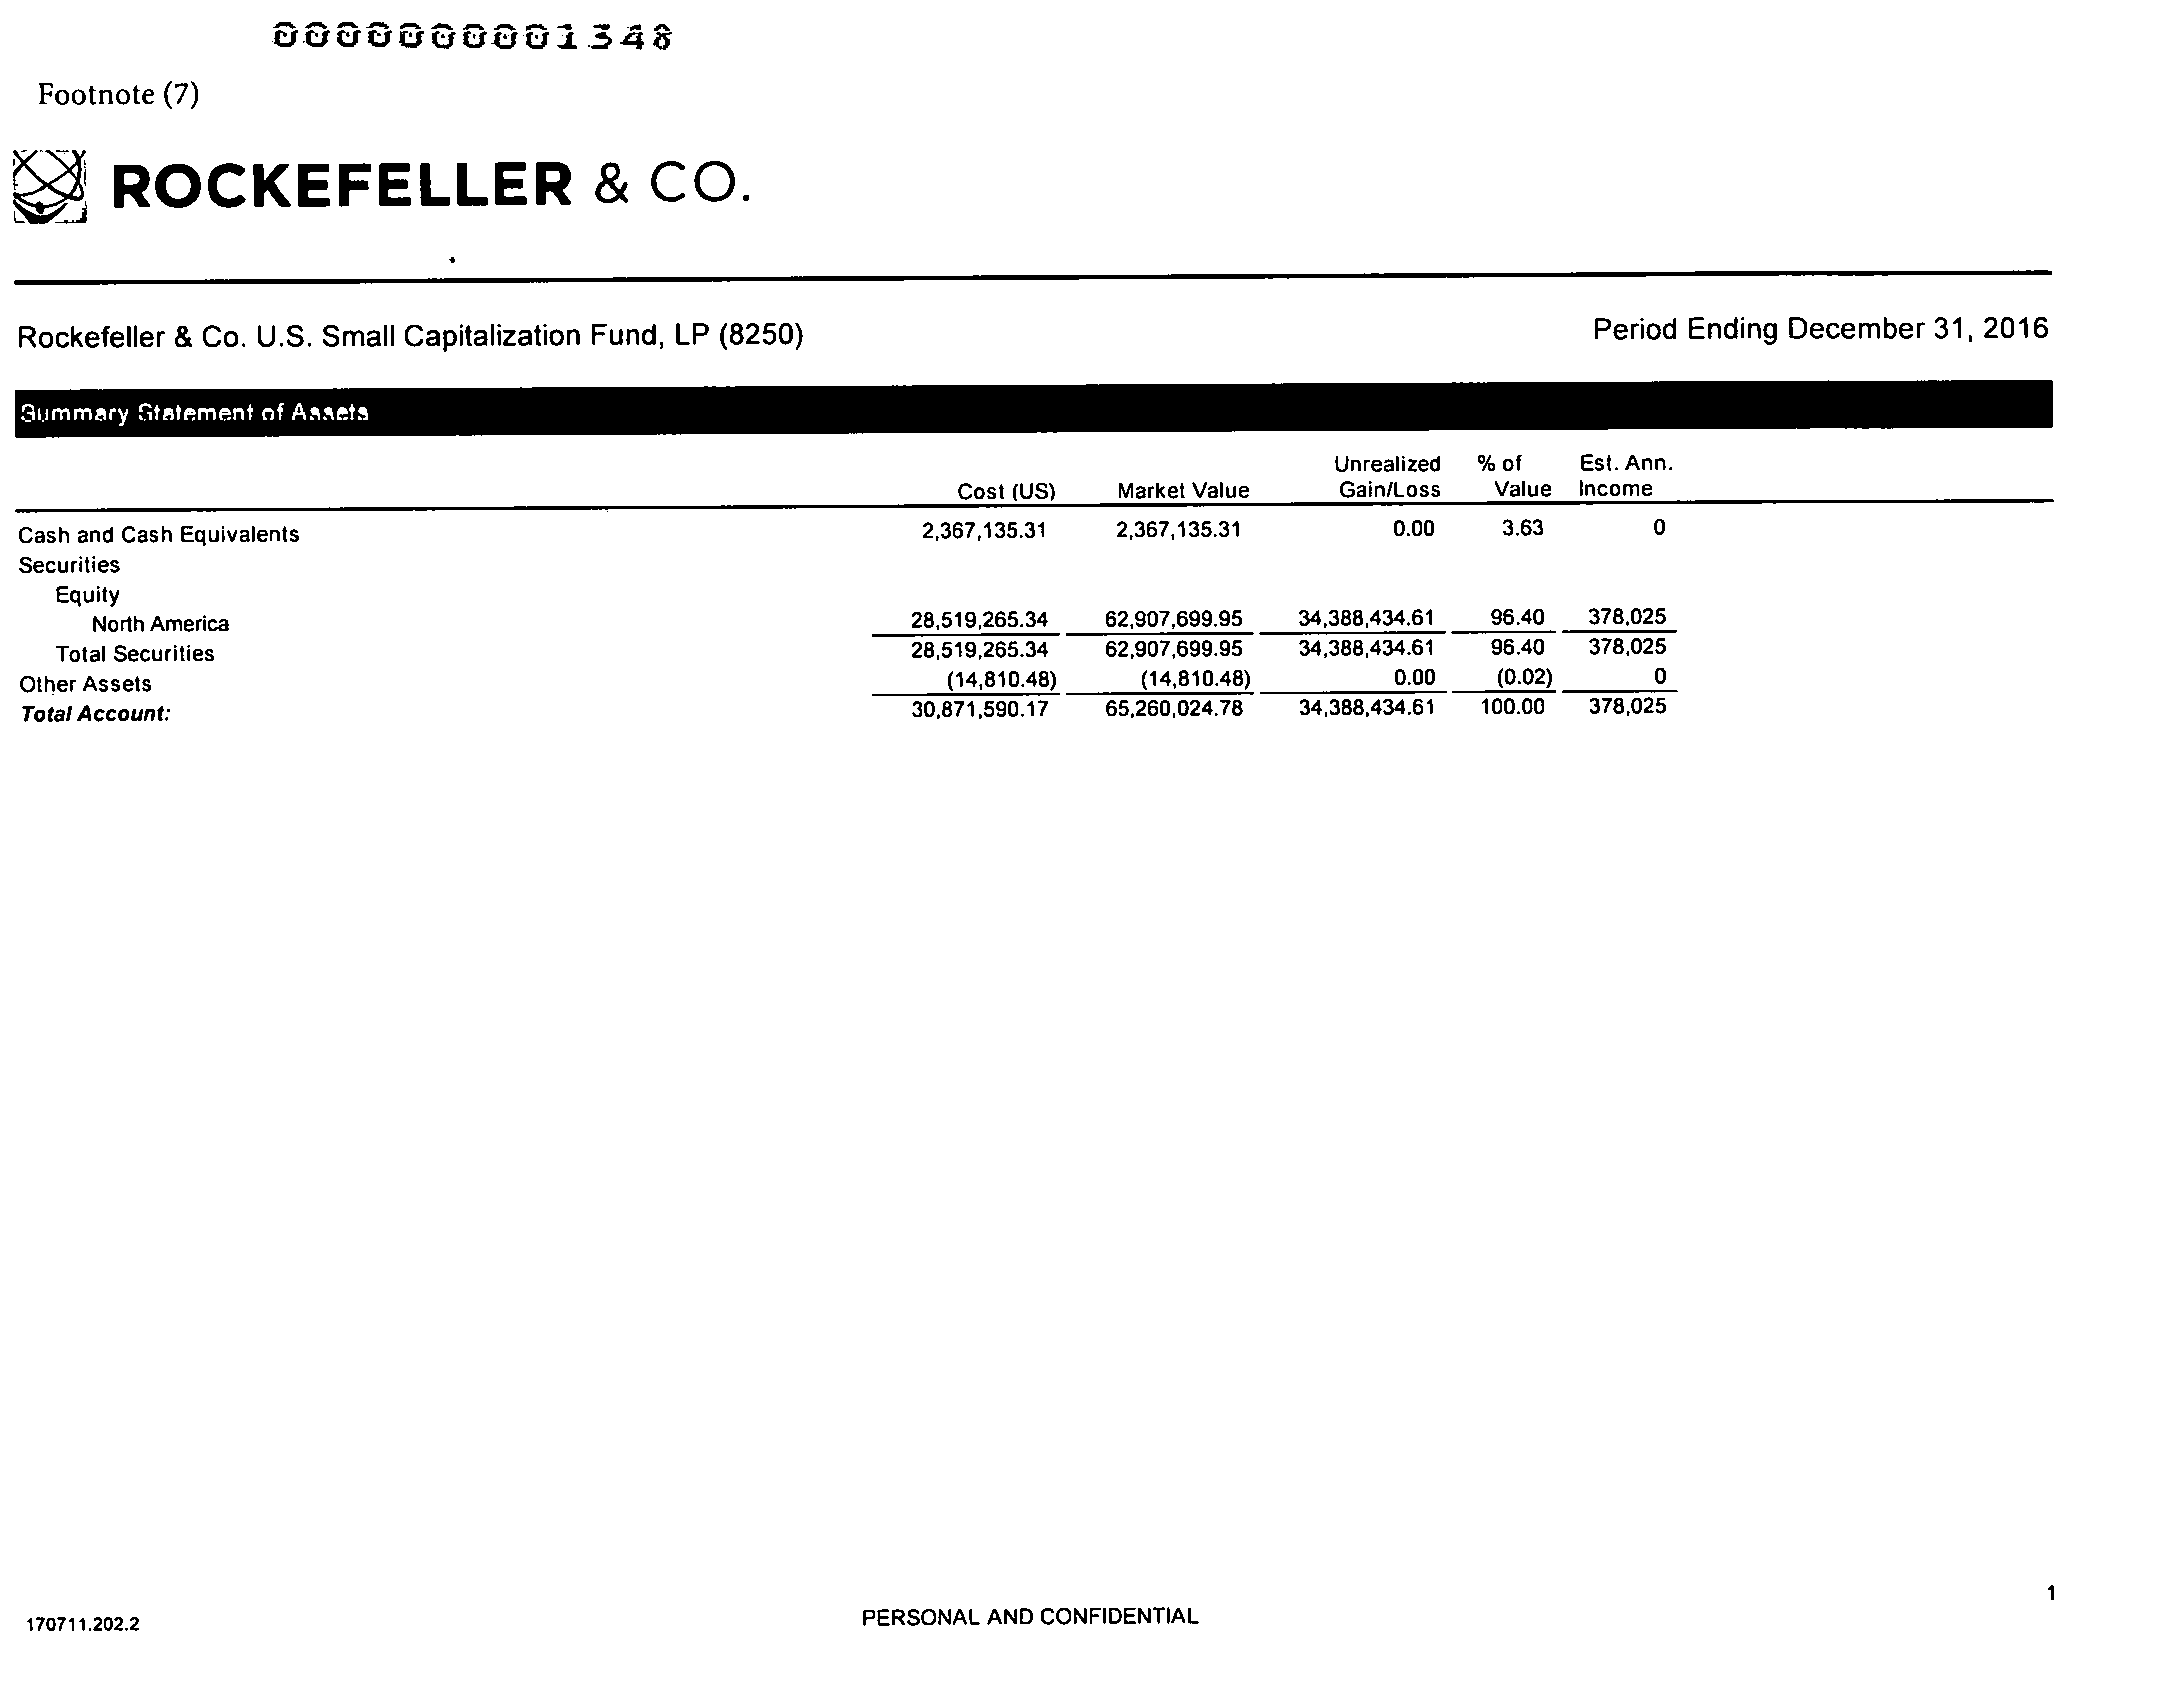 0000000001348
Footnote (7)
ROCKEFELLER & CO.
Rockefeller & Co. U.S. Small Capitalization Fund, LP (8250) Period Ending December 31, 2016
Summary Statement of Assets
Unrealized % of Est. Ann.
Cost (US) Market Value Gain/Loss Value Income
Cash and Cash Equivalents 2,367,135.31 2,367,135.31 0.00 3.63 0
Securities
Equity
North America 28,519,265.34 62,907,699.95 34,388,434.61 96.40 378,025
Total Securities 28,519,265.34 62,907,699.95 34,388,434.61 96.40 378,025
Other Assets (14,810.48) (14,810.48) 0.00 (0.02) 0
Total Account: 30,871,590.17 65,260,024.78 34,388,434.61 100.00 378,025
1
170711.202.2 PERSONAL AND CONFIDENTIAL